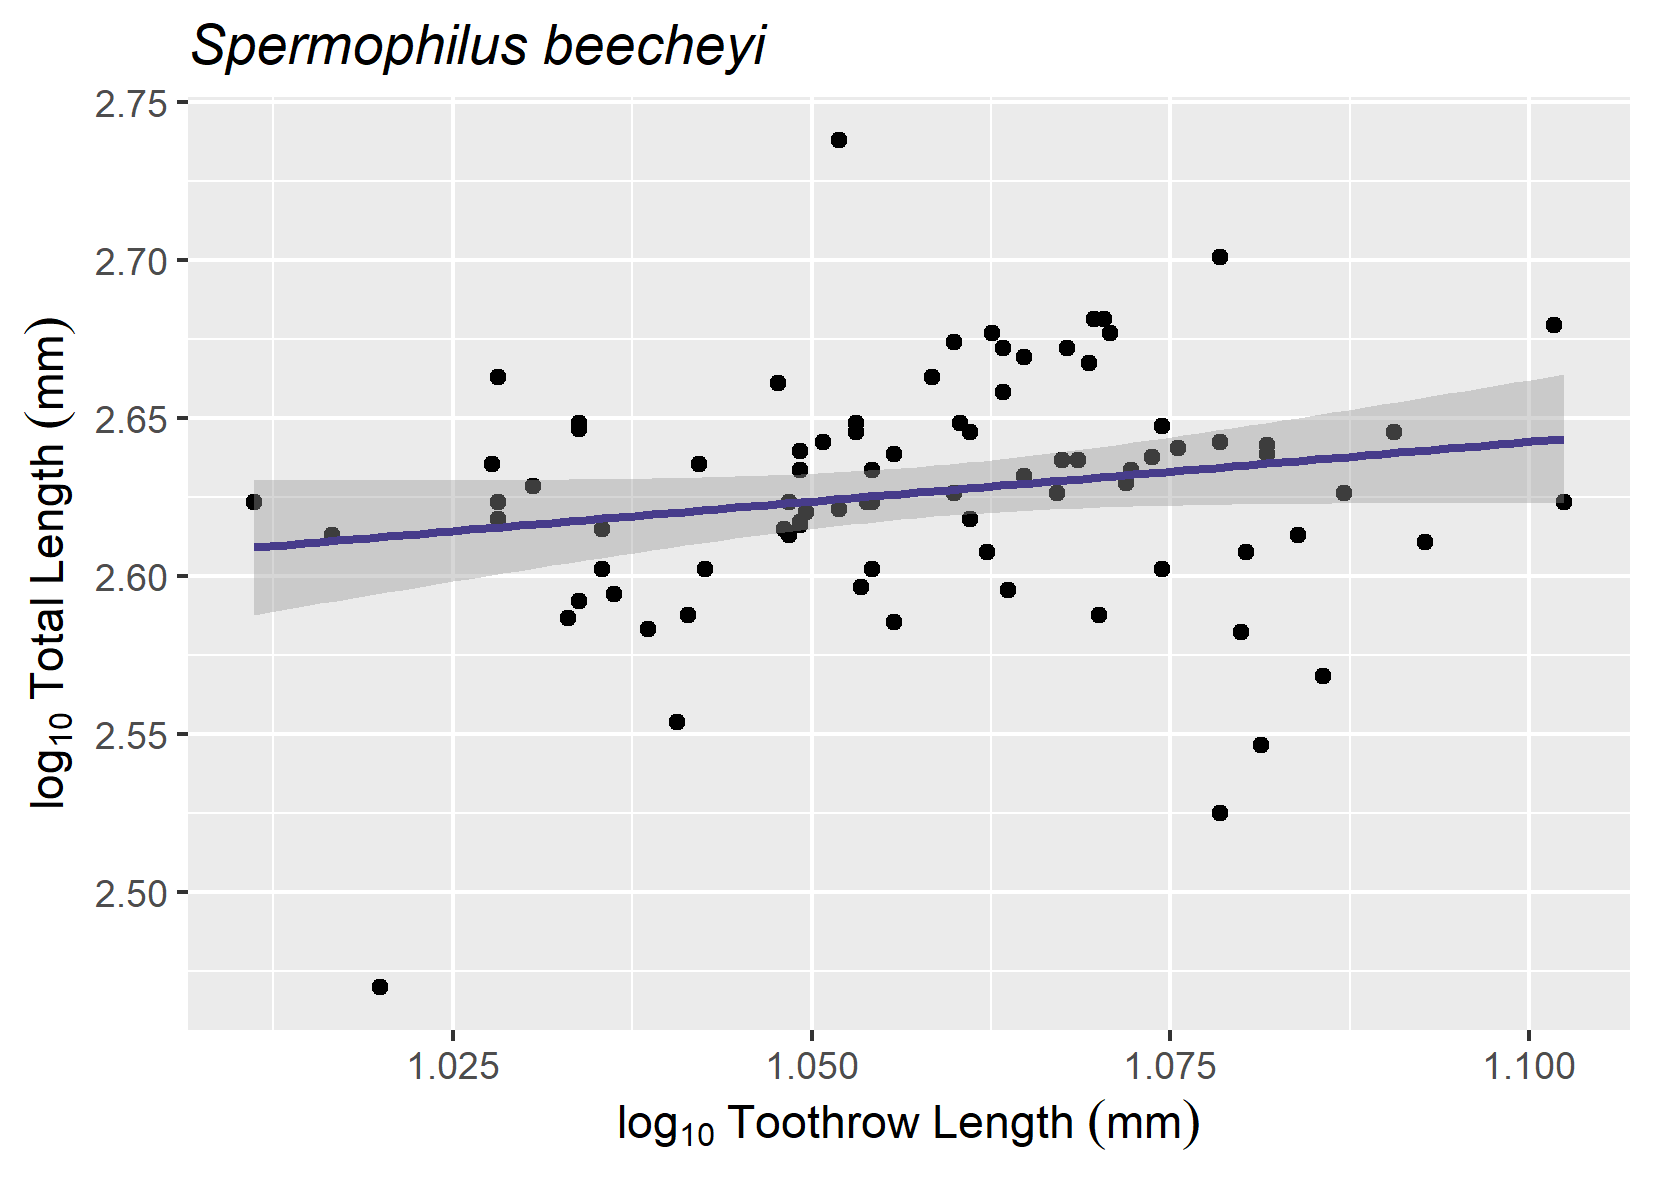 Spermophilus beecheyi
2.75
2.70
2.65
2.60
2.55
2.50
log₁₀ Total Length (mm)
1.025 1.050 1.075 1.100
log₁₀ Toothrow Length (mm)